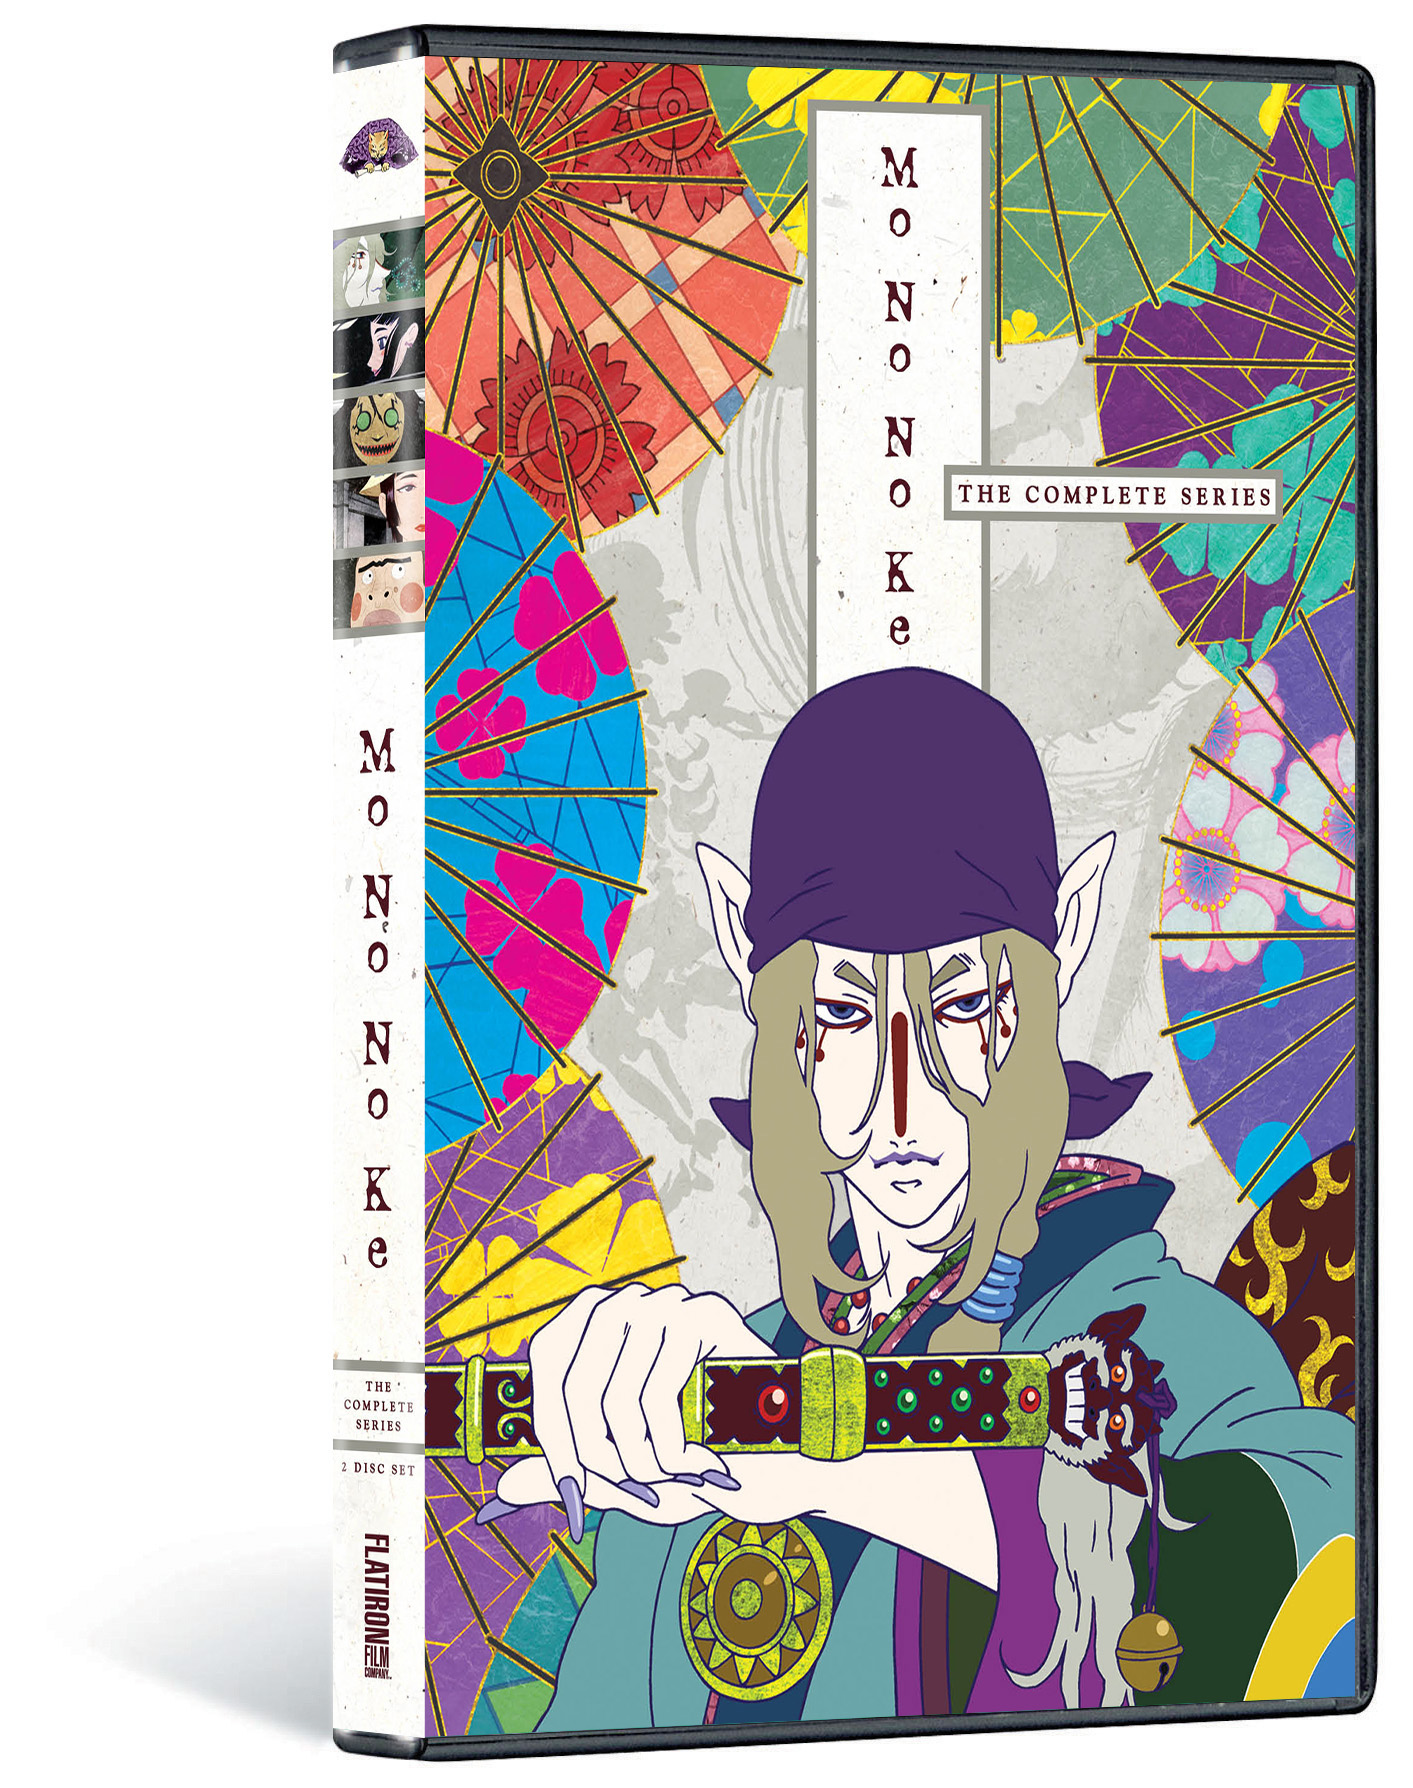 MoNoNoKe
THE COMPLETE SERIES
MoNoNoKe
THE
COMPLETE
SERIES
2 DISC SET
FLATIRON
FILM
COMPANY